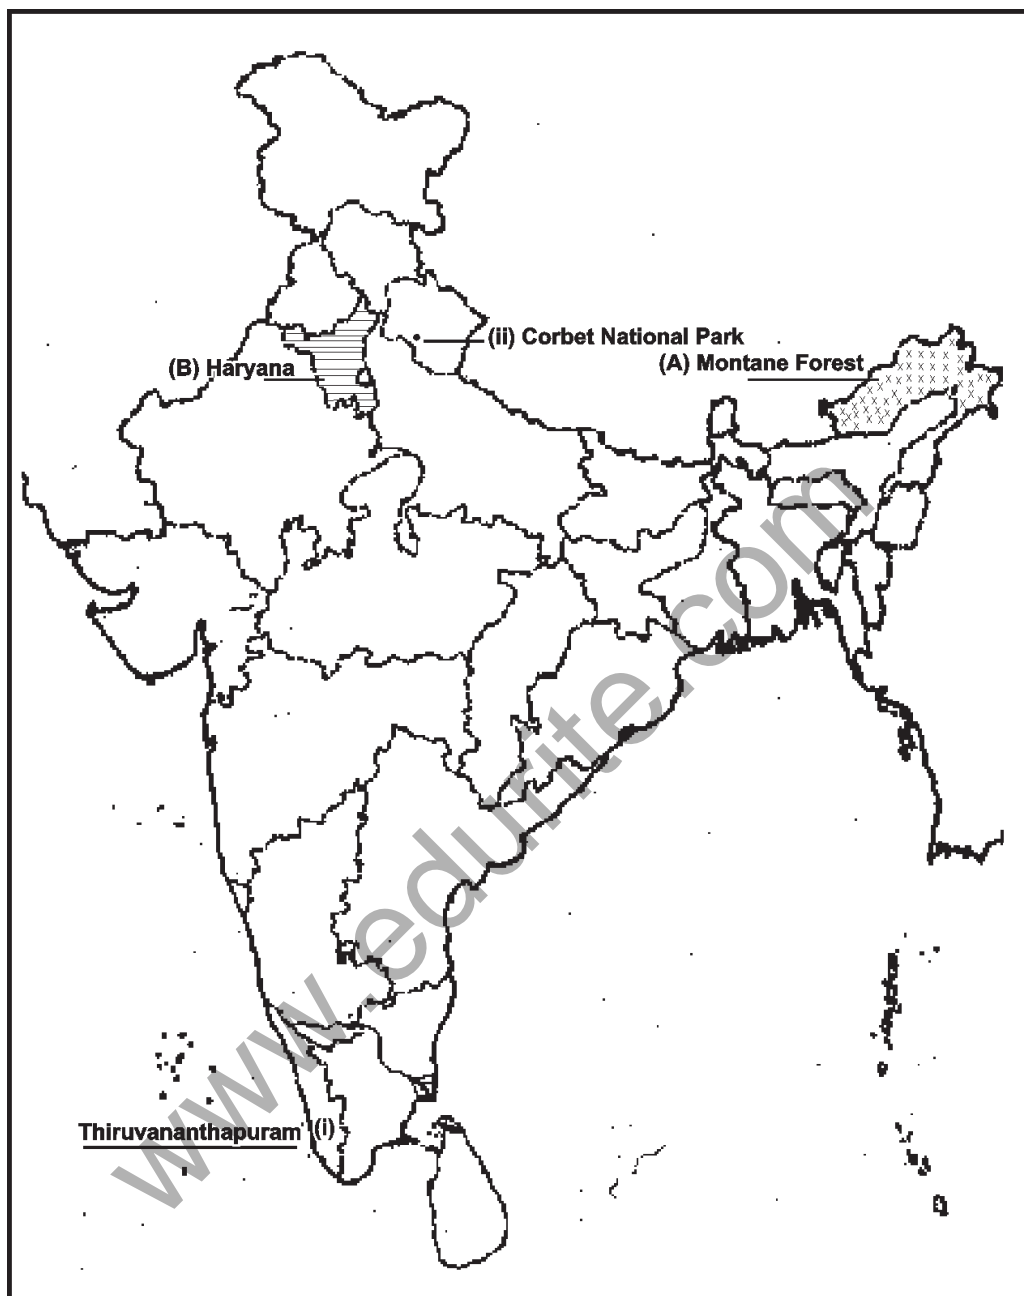 (ii) Corbet National Park
(A) Montane Forest
(B) Haryana
Thiruvananthapuram (i)
www.edurite.com